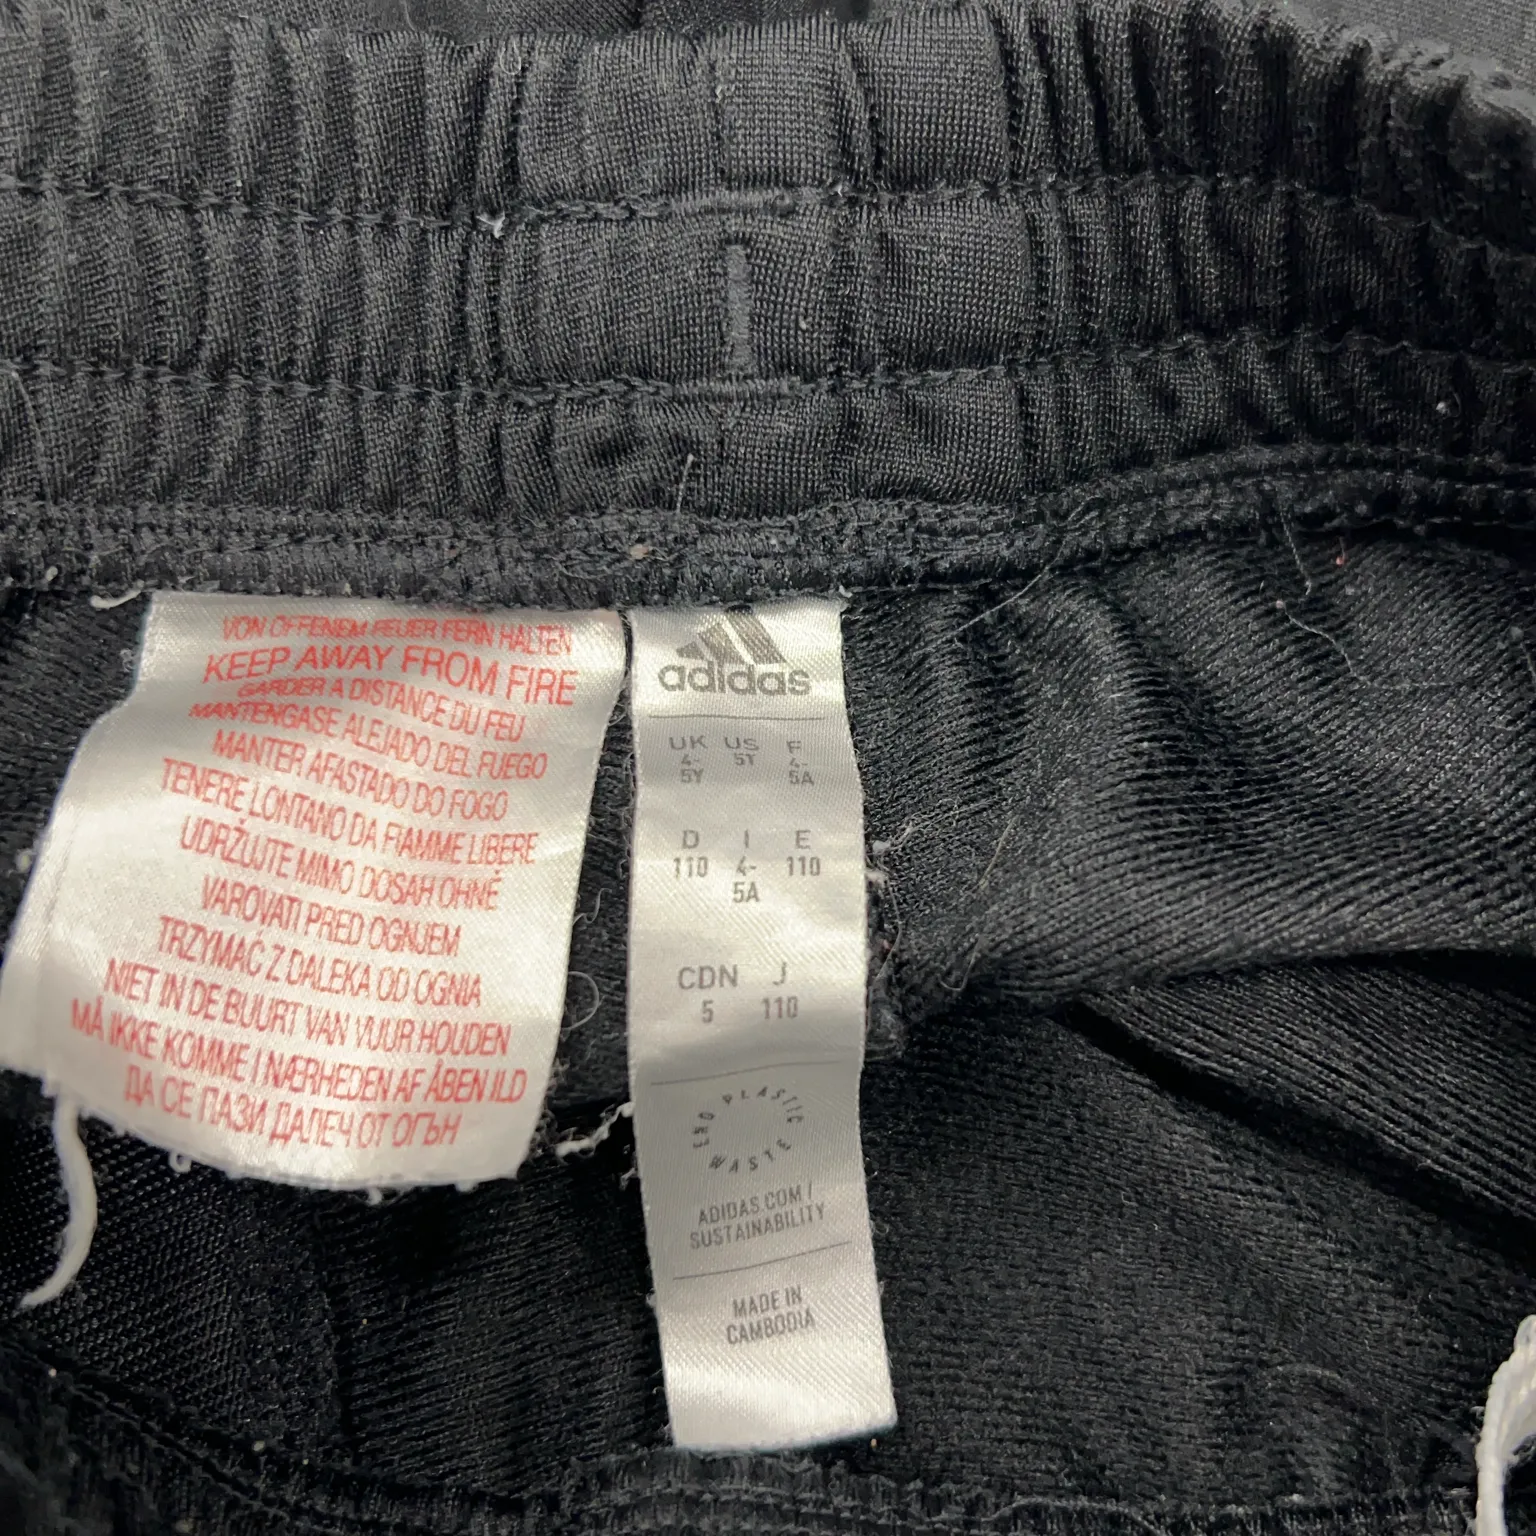 VON OFFENEM FEUER FERN HALTEN
KEEP AWAY FROM FIRE
GARDER A DISTANCE DU FEU
MANTENGASE ALEJADO DEL FUEGO
MANTER AFASTADO DO FOGO
TENERE LONTANO DA FIAMME LIBERE
UDRŽUJTE MIMO DOSAH OHNĚ
VAROVATI PRED OGNJEM
TRZYMAĆ Z DALEKA OD OGNIA
NIET IN DE BUURT VAN VUUR HOUDEN
MÅ IKKE KOMME I NÆRHEDEN AF ÅBEN ILD
ДА СЕ ПАЗИ ДАЛЕЧ ОТ ОГЪН
adidas
UK US F
4- 5Y 4-
5Y 5A
D I E
110 4- 110
5A
CDN J
5 110
END PLASTIC WASTE
ADIDAS.COM/
SUSTAINABILITY
MADE IN
CAMBODIA